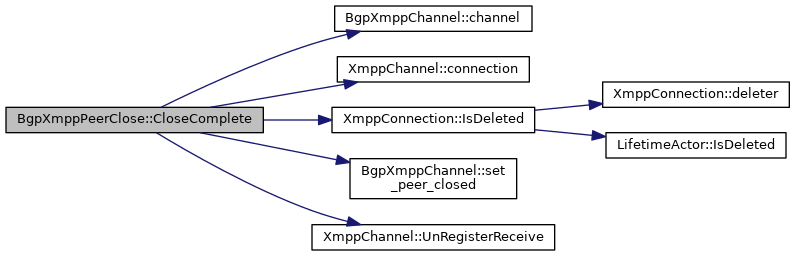 BgpXmppChannel::channel
XmppChannel::connection
XmppConnection::deleter
BgpXmppPeerClose::CloseComplete
XmppConnection::IsDeleted
LifetimeActor::IsDeleted
BgpXmppChannel::set
_peer_closed
XmppChannel::UnRegisterReceive